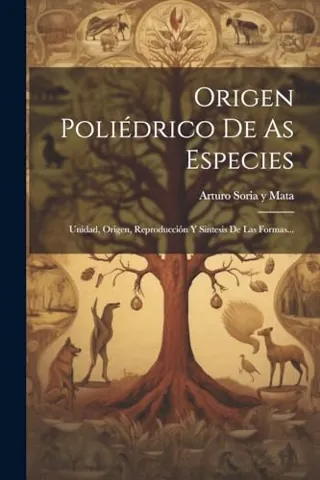 Origen
Poliédrico De As
Especies
Arturo Soria y Mata
Unidad, Origen, Reproducción Y Síntesis De Las Formas...